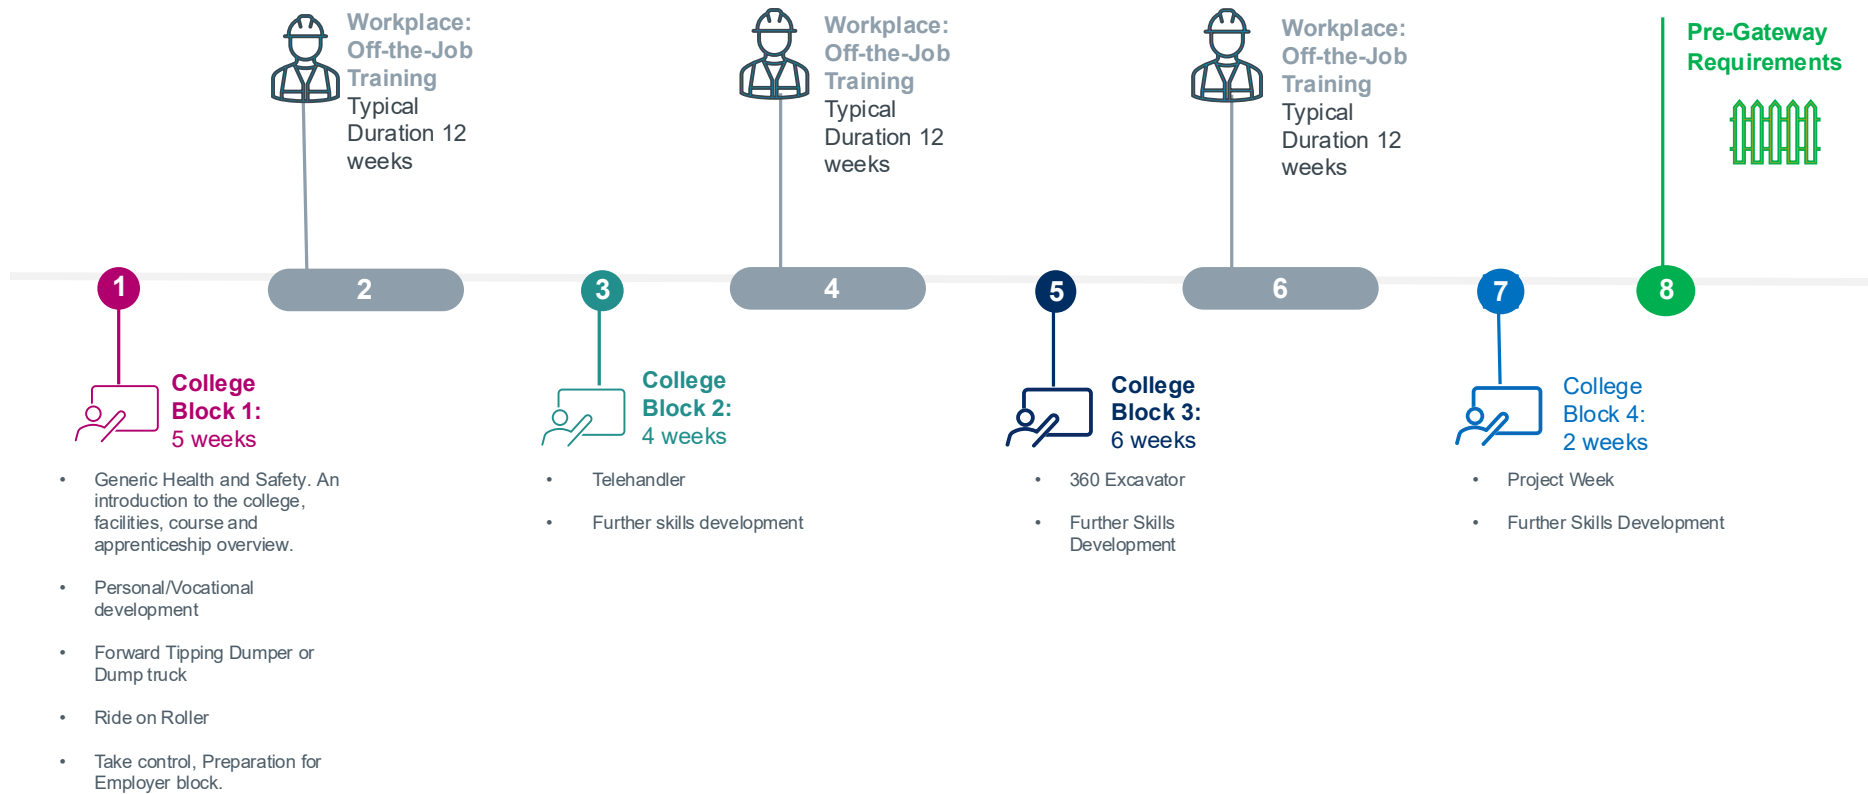 Workplace:
Off-the-Job
Training
Typical
Duration 12
weeks
Workplace:
Off-the-Job
Training
Typical
Duration 12
weeks
Workplace:
Off-the-Job
Training
Typical
Duration 12
weeks
Pre-Gateway
Requirements
1
2
3
4
5
6
7
8
College
Block 1:
5 weeks
• Generic Health and Safety. An
introduction to the college,
facilities, course and
apprenticeship overview.
• Personal/Vocational
development
• Forward Tipping Dumper or
Dump truck
• Ride on Roller
• Take control, Preparation for
Employer block.
College
Block 2:
4 weeks
• Telehandler
• Further skills development
College
Block 3:
6 weeks
• 360 Excavator
• Further Skills
Development
College
Block 4:
2 weeks
• Project Week
• Further Skills Development